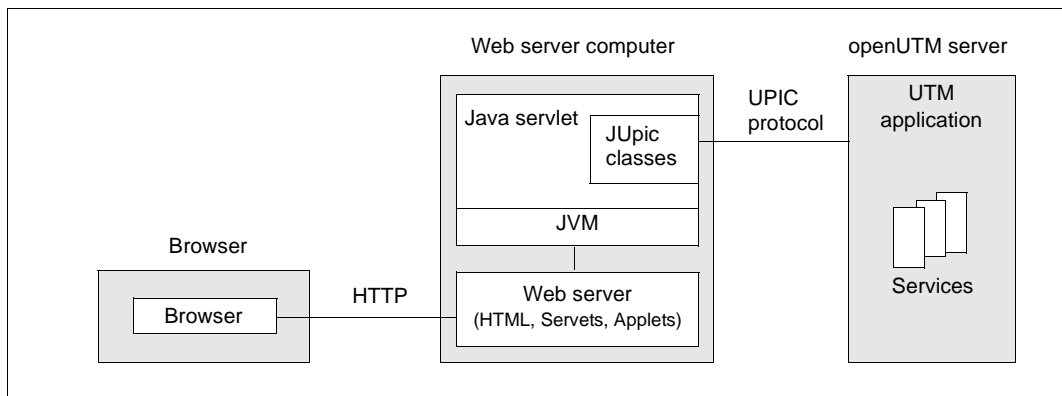 Web server computer
openUTM server
Java servlet
JUpic
classes
JVM
UPIC
protocol
UTM
application
Services
Browser
Browser
HTTP
Web server
(HTML, Servets, Applets)